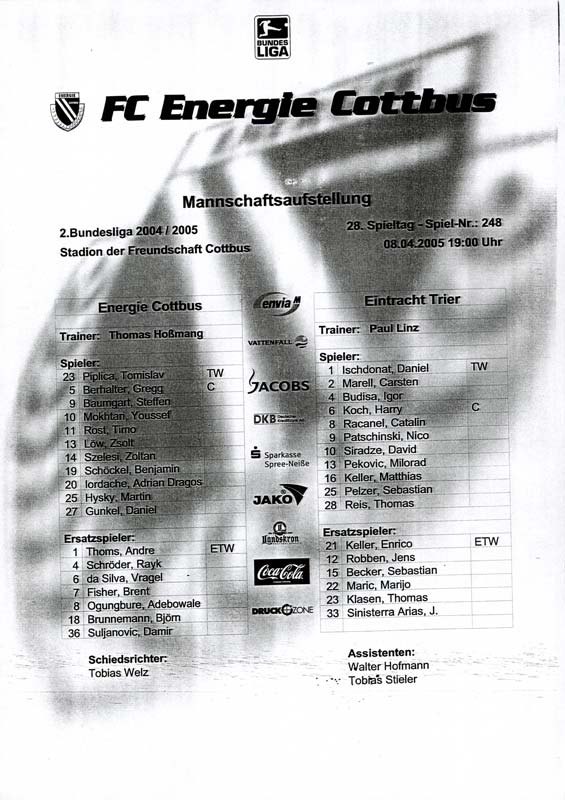 BUNDES
LIGA
ENERGIE
FC Energie Cottbus
Mannschaftsaufstellung
2.Bundesliga 2004 / 2005
28. Spieltag - Spiel-Nr.: 248
Stadion der Freundschaft Cottbus
08.04.2005 19:00 Uhr
Energie Cottbus
Trainer: Thomas Hoßmang
Spieler:
23 Piplica, Tomislav TW
5 Berhalter, Gregg C
9 Baumgart, Steffen
10 Mokhtari, Youssef
11 Rost, Timo
13 Löw, Zsolt
14 Szelesi, Zoltan
19 Schöckel, Benjamin
20 Iordache, Adrian Dragos
25 Hysky, Martin
27 Gunkel, Daniel
Ersatzspieler:
1 Thoms, Andre ETW
4 Schröder, Rayk
6 da Silva, Vragel
7 Fisher, Brent
8 Ogungbure, Adebowale
18 Brunnemann, Björn
36 Suljanovic, Damir
Schiedsrichter:
Tobias Welz
enviaM
VATTENFALL
JACOBS
DKB
Sparkasse
Spree-Neiße
JAKO
Landskron
Coca-Cola
DRUCKZONE
Eintracht Trier
Trainer: Paul Linz
Spieler:
1 Ischdonat, Daniel TW
2 Marell, Carsten
4 Budisa, Igor
6 Koch, Harry C
8 Racanel, Catalin
9 Patschinski, Nico
10 Siradze, David
13 Pekovic, Milorad
16 Keller, Matthias
25 Pelzer, Sebastian
28 Reis, Thomas
Ersatzspieler:
21 Keller, Enrico ETW
12 Robben, Jens
15 Becker, Sebastian
22 Maric, Marijo
23 Klasen, Thomas
33 Sinisterra Arias, J.
Assistenten:
Walter Hofmann
Tobias Stieler